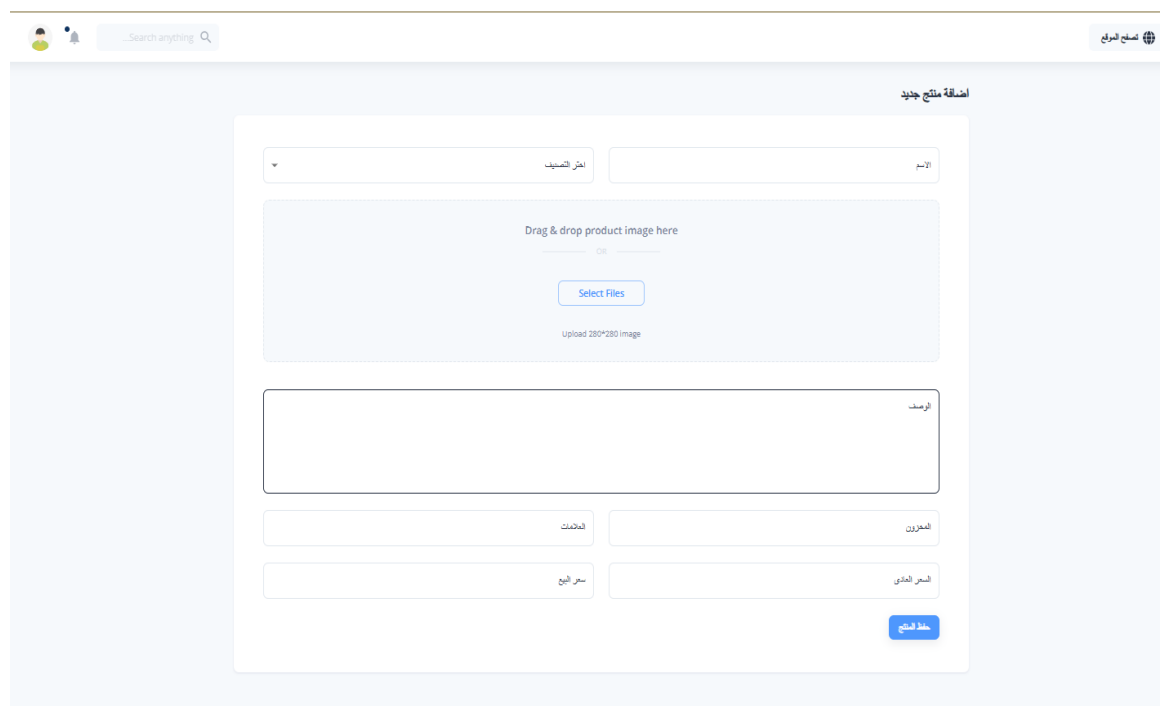 تصفح الموقع
Search anything...
اضافة منتج جديد
الاسم
اختر التصنيف
Drag & drop product image here
OR
Select Files
Upload 280*280 image
الوصف
المخزون
العلامات
السعر العادى
سعر البيع
حفظ المنتج